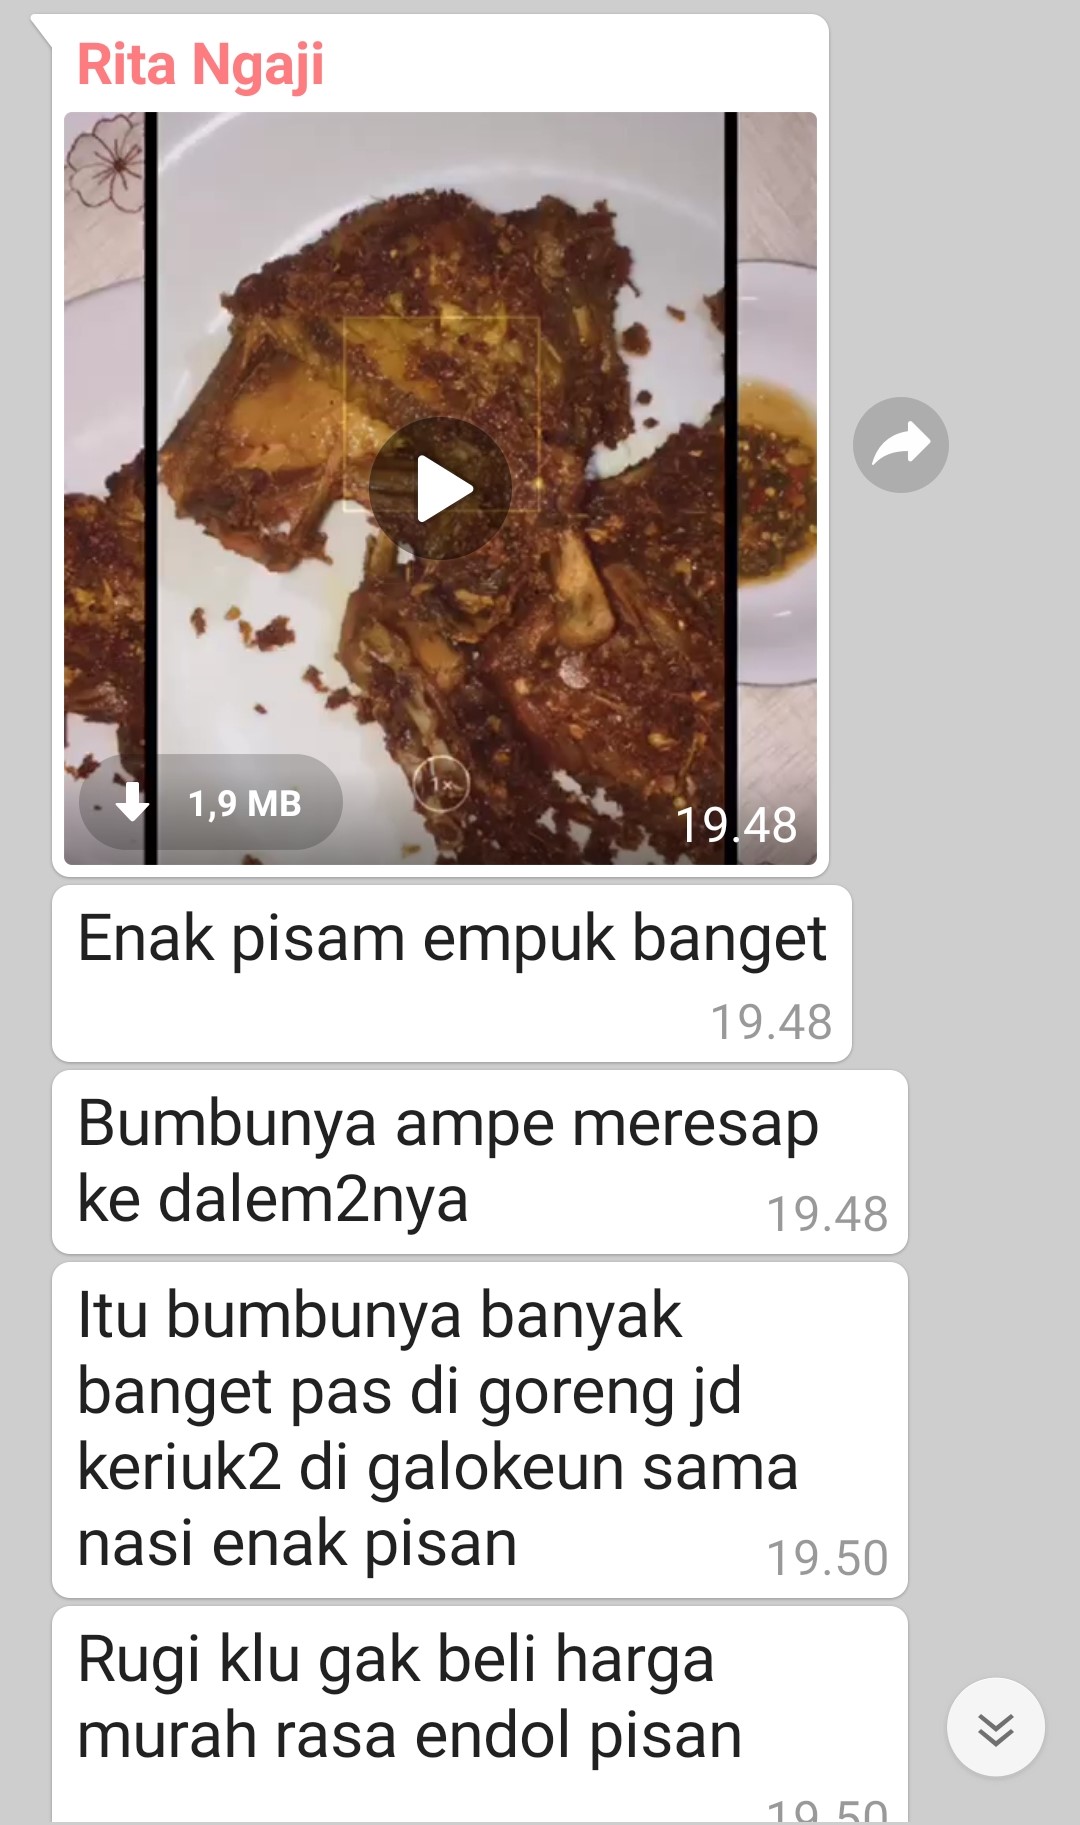 Rita Ngaji
1x
1,9 MB
19.48
Enak pisam empuk banget
19.48
Bumbunya ampe meresap
ke dalem2nya
19.48
Itu bumbunya banyak
banget pas di goreng jd
keriuk2 di galokeun sama
nasi enak pisan
19.50
Rugi klu gak beli harga
murah rasa endol pisan
19.50